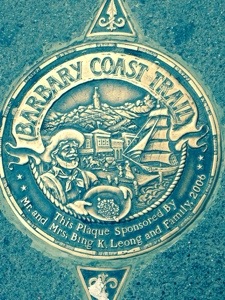 BARBARY COAST TRAIL
This Plaque Sponsored By
Mr. and Mrs. Bing K. Leong and Family, 2006